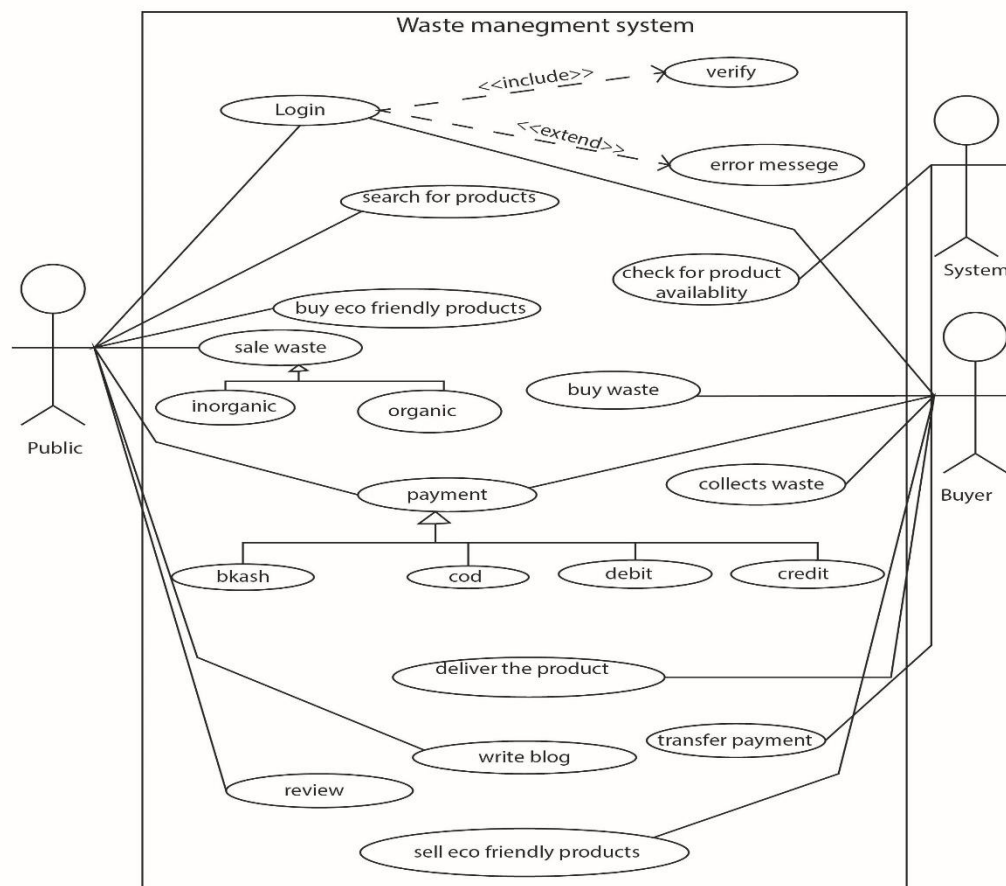 Waste manegment system
<<include>>
verify
Login
<<extend>>
error messege
search for products
check for product
availablity
System
buy eco friendly products
sale waste
inorganic
organic
buy waste
Public
payment
collects waste
Buyer
bkash
cod
debit
credit
deliver the product
transfer payment
write blog
review
sell eco friendly products